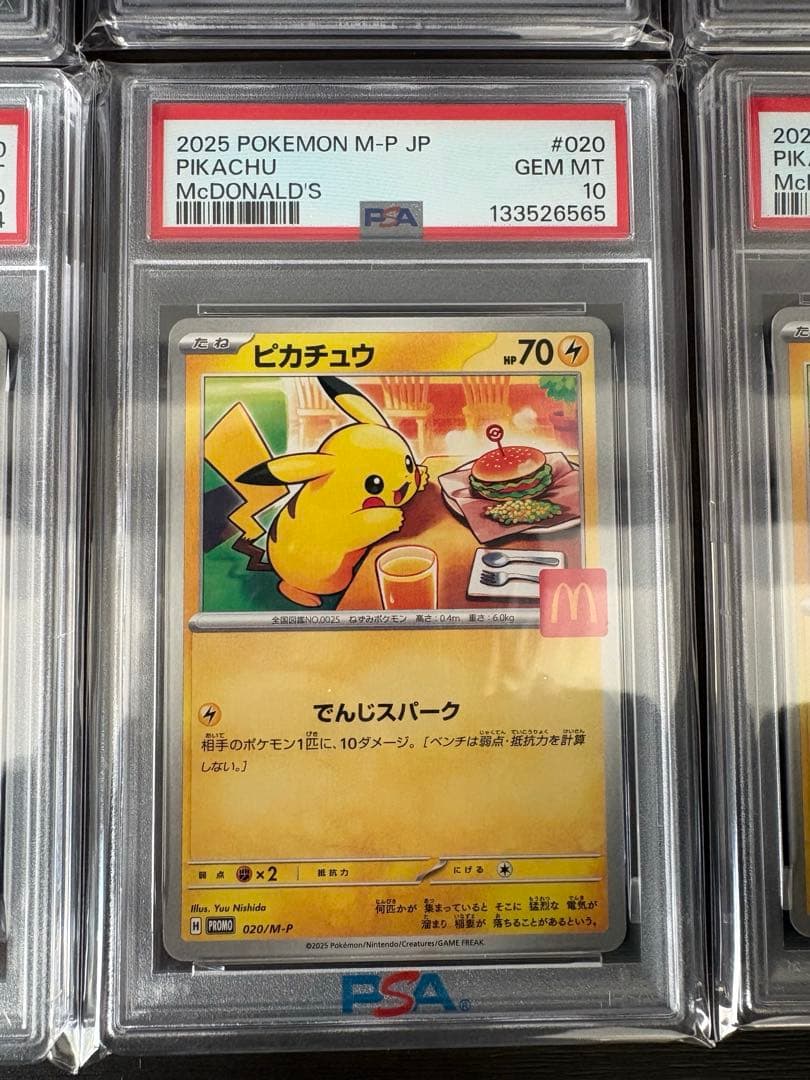 2025 POKEMON M-P JP #020
PIKACHU GEM MT
McDONALD'S 10
PSA 133526565
たね ピカチュウ HP70
全国図鑑NO.0025 ねずみポケモン 高さ:0.4m 重さ:6.0kg
でんじスパーク
相手のポケモン1匹に、10ダメージ。[ベンチは弱点・抵抗力を計算
しない。]
弱点 ×2 抵抗力 にげる
Illus. Yuu Nishida
何匹かが 集まっていると そこに 猛烈な 電気が
溜まり 稲妻が 落ちることがあるという。
H PROMO 020/M-P
©2025 Pokémon/Nintendo/Creatures/GAME FREAK.
PSA®